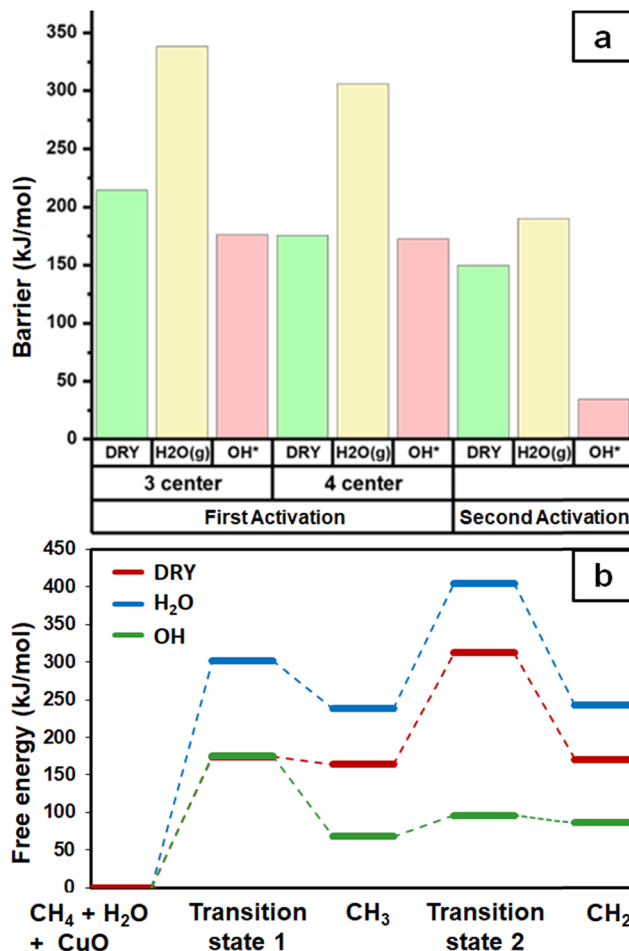 a
350
300
250
200
150
100
50
0
Barrier (kJ/mol)
DRY H2O(g) OH* DRY H2O(g) OH* DRY H2O(g) OH*
3 center 4 center
First Activation Second Activation
b
450
400
350
300
250
200
150
100
50
0
Free energy (kJ/mol)
DRY
H₂O
OH
CH₄ + H₂O Transition CH₃ Transition CH₂
+ CuO state 1 state 2